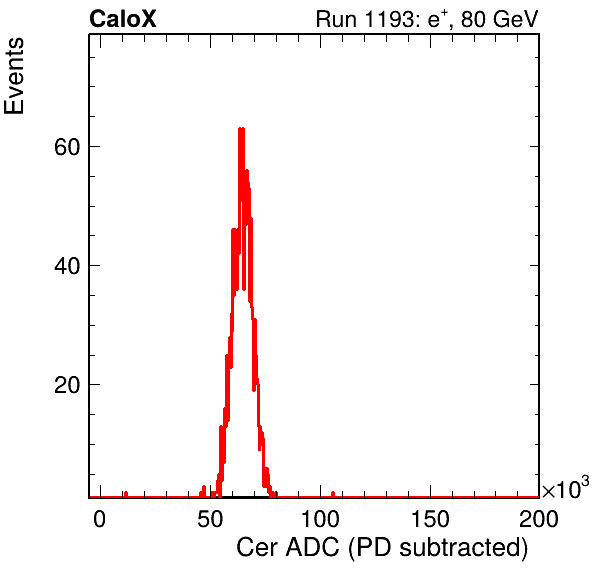 CaloX Run 1193: e⁺, 80 GeV
Events
60
40
20
0 50 100 150 200
×10³
Cer ADC (PD subtracted)